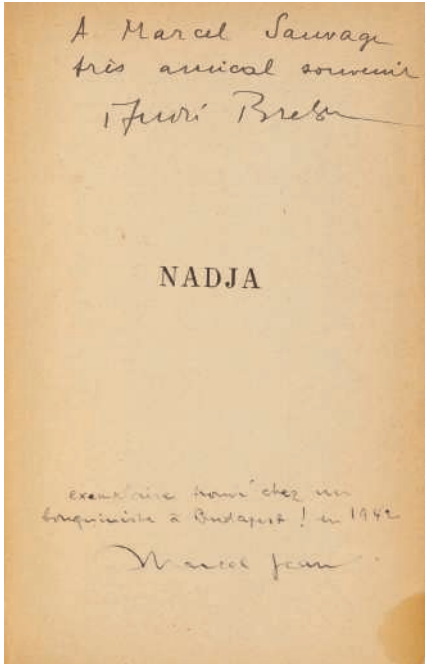 A Marcel Sauvage
très amical souvenir
André Breton
NADJA
exemplaire trouvé chez un
bouquiniste à Budapest ! en 1942
Marcel Jean